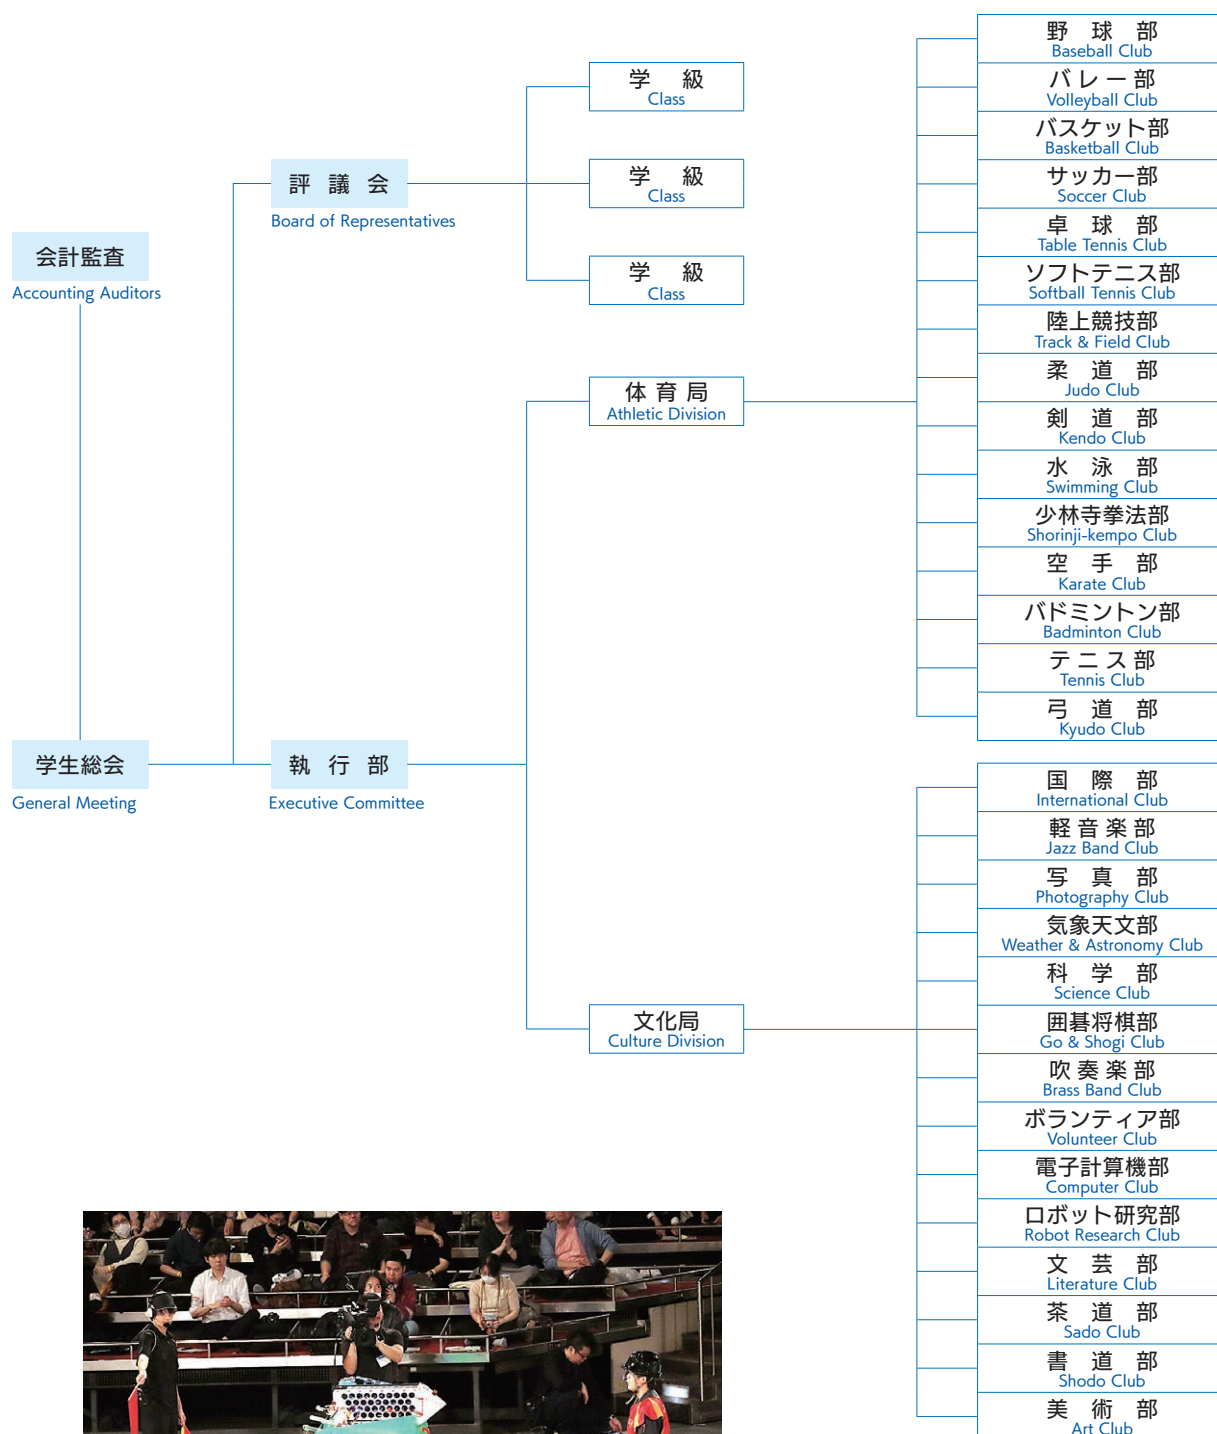 会計監査
Accounting Auditors
学生総会
General Meeting
評議会
Board of Representatives
執行部
Executive Committee
学級
Class
学級
Class
学級
Class
体育局
Athletic Division
文化局
Culture Division
野球部
Baseball Club
バレー部
Volleyball Club
バスケット部
Basketball Club
サッカー部
Soccer Club
卓球部
Table Tennis Club
ソフトテニス部
Softball Tennis Club
陸上競技部
Track & Field Club
柔道部
Judo Club
剣道部
Kendo Club
水泳部
Swimming Club
少林寺拳法部
Shorinji-kempo Club
空手部
Karate Club
バドミントン部
Badminton Club
テニス部
Tennis Club
弓道部
Kyudo Club
国際部
International Club
軽音楽部
Jazz Band Club
写真部
Photography Club
気象天文部
Weather & Astronomy Club
科学部
Science Club
囲碁将棋部
Go & Shogi Club
吹奏楽部
Brass Band Club
ボランティア部
Volunteer Club
電子計算機部
Computer Club
ロボット研究部
Robot Research Club
文芸部
Literature Club
茶道部
Sado Club
書道部
Shodo Club
美術部
Art Club